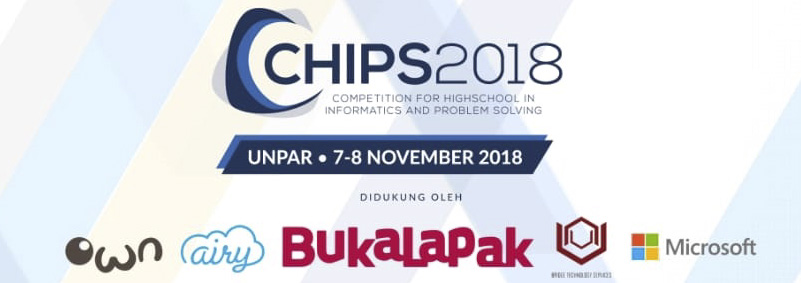 CHIPS2018
COMPETITION FOR HIGHSCHOOL IN
INFORMATICS AND PROBLEM SOLVING
UNPAR • 7-8 NOVEMBER 2018
DIDUKUNG OLEH
own airy BUKALAPAK Microsoft